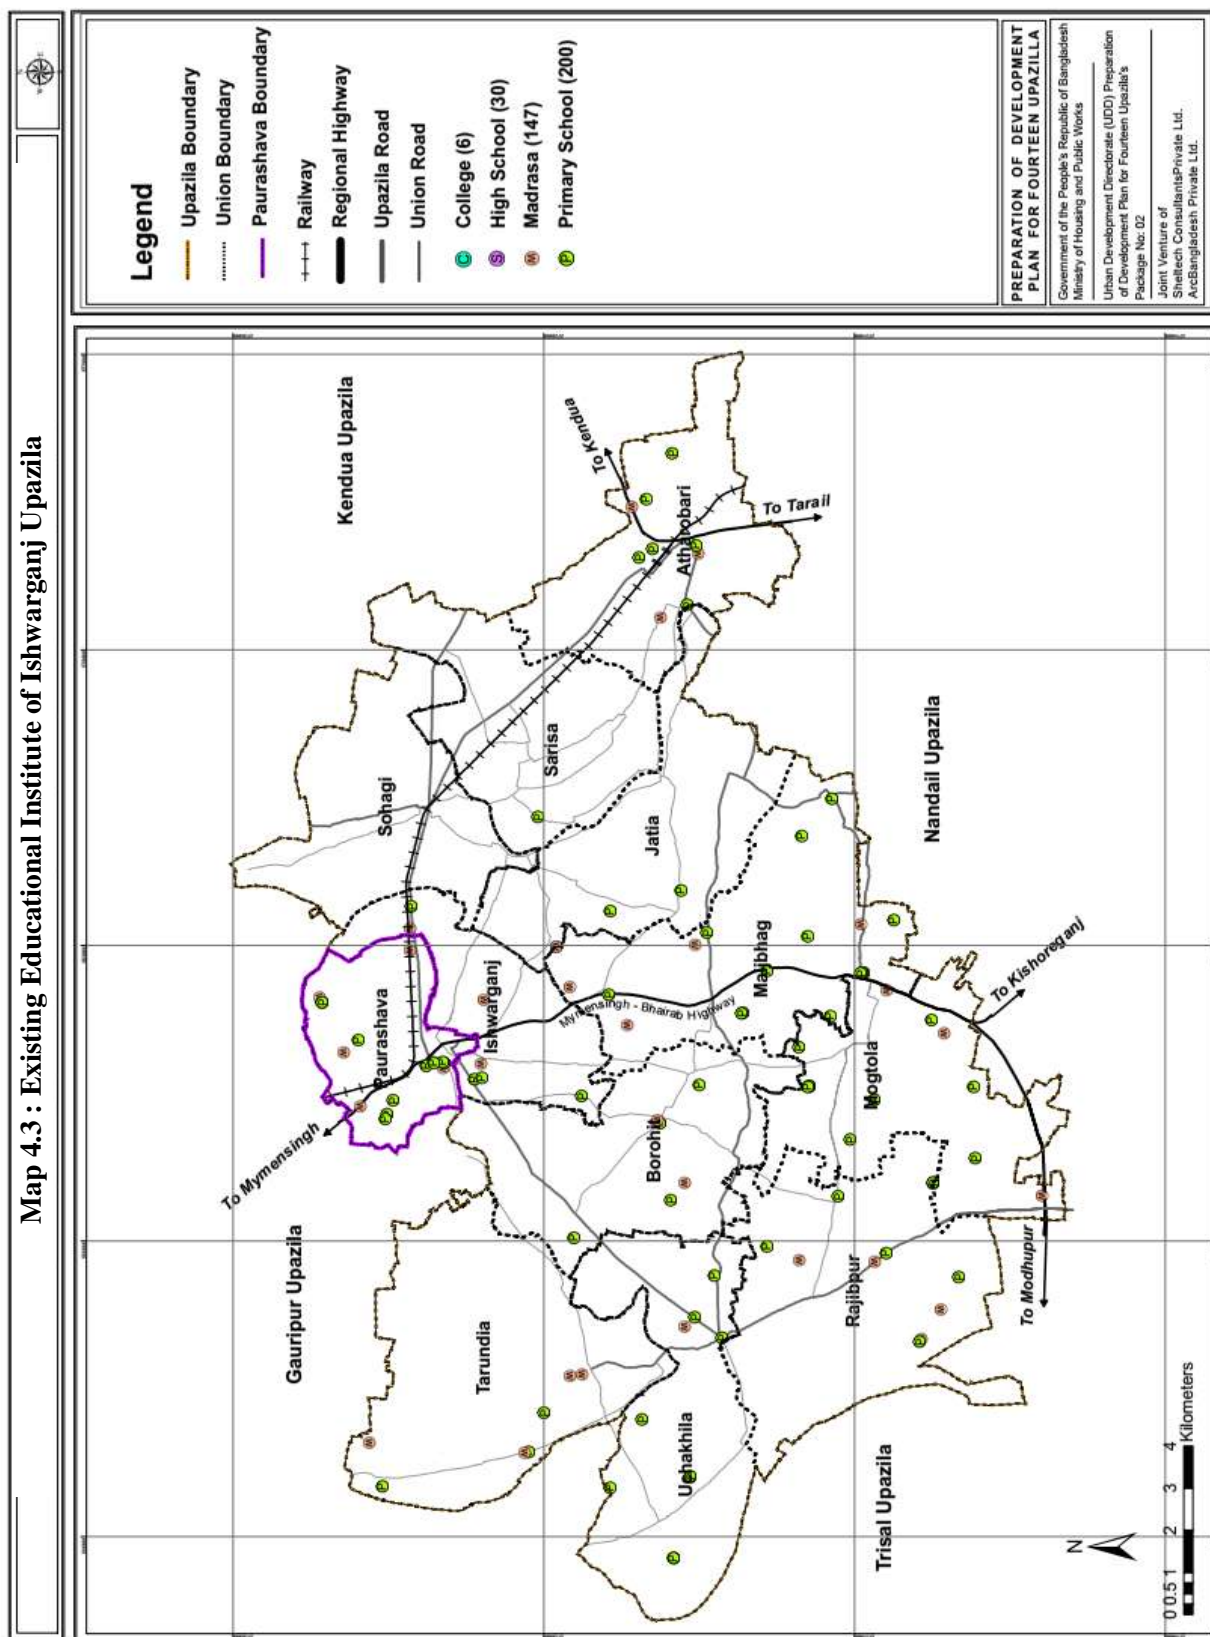 Map 4.3 : Existing Educational Institute of Ishwarganj Upazila
Legend
Upazila Boundary
Union Boundary
Paurashava Boundary
Railway
Regional Highway
Upazila Road
Union Road
C College (6)
S High School (30)
M Madrasa (147)
P Primary School (200)
PREPARATION OF DEVELOPMENT
PLAN FOR FOURTEEN UPAZILLA
Government of the People's Republic of Bangladesh
Ministry of Housing and Public Works
Urban Development Directorate (UDD) Preparation
of Development Plan for Fourteen Upazila's
Package No: 02
Joint Venture of
Sheltech ConsultantsPrivate Ltd.
ArcBangladesh Private Ltd.
Kendua Upazila
To Kendua
Atharobari
To Tarail
Sohagi
Sarisa
Jatia
Nandail Upazila
To Mymensingh
Paurashava
Ishwarganj
Mymensingh - Bhairab Highway
Maijbhag
To Kishoreganj
Gauripur Upazila
Borohit
Mogtola
Tarundia
Rajibpur
To Modhupur
Uchakhila
Trisal Upazila
N
0 0.5 1 2 3 4
Kilometers